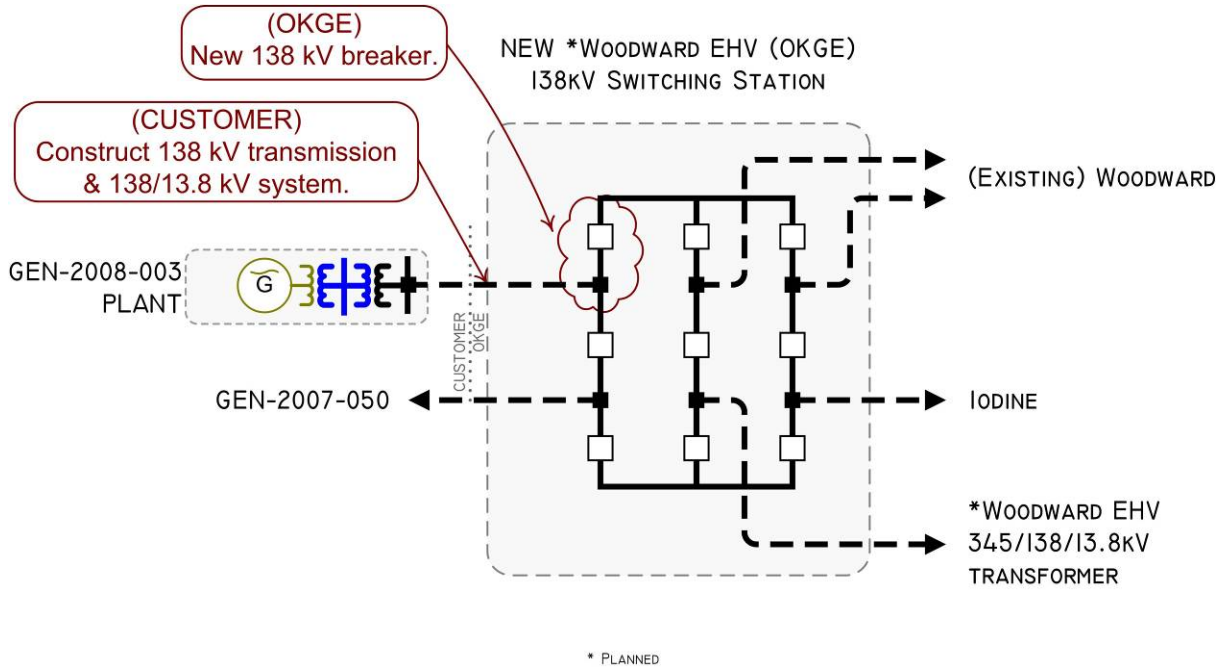 (OKGE)
New 138 kV breaker.
NEW *WOODWARD EHV (OKGE)
138KV SWITCHING STATION
(CUSTOMER)
Construct 138 kV transmission
& 138/13.8 kV system.
(EXISTING) WOODWARD
GEN-2008-003
PLANT
G
CUSTOMER
OKGE
GEN-2007-050
IODINE
*WOODWARD EHV
345/138/13.8KV
TRANSFORMER
* PLANNED